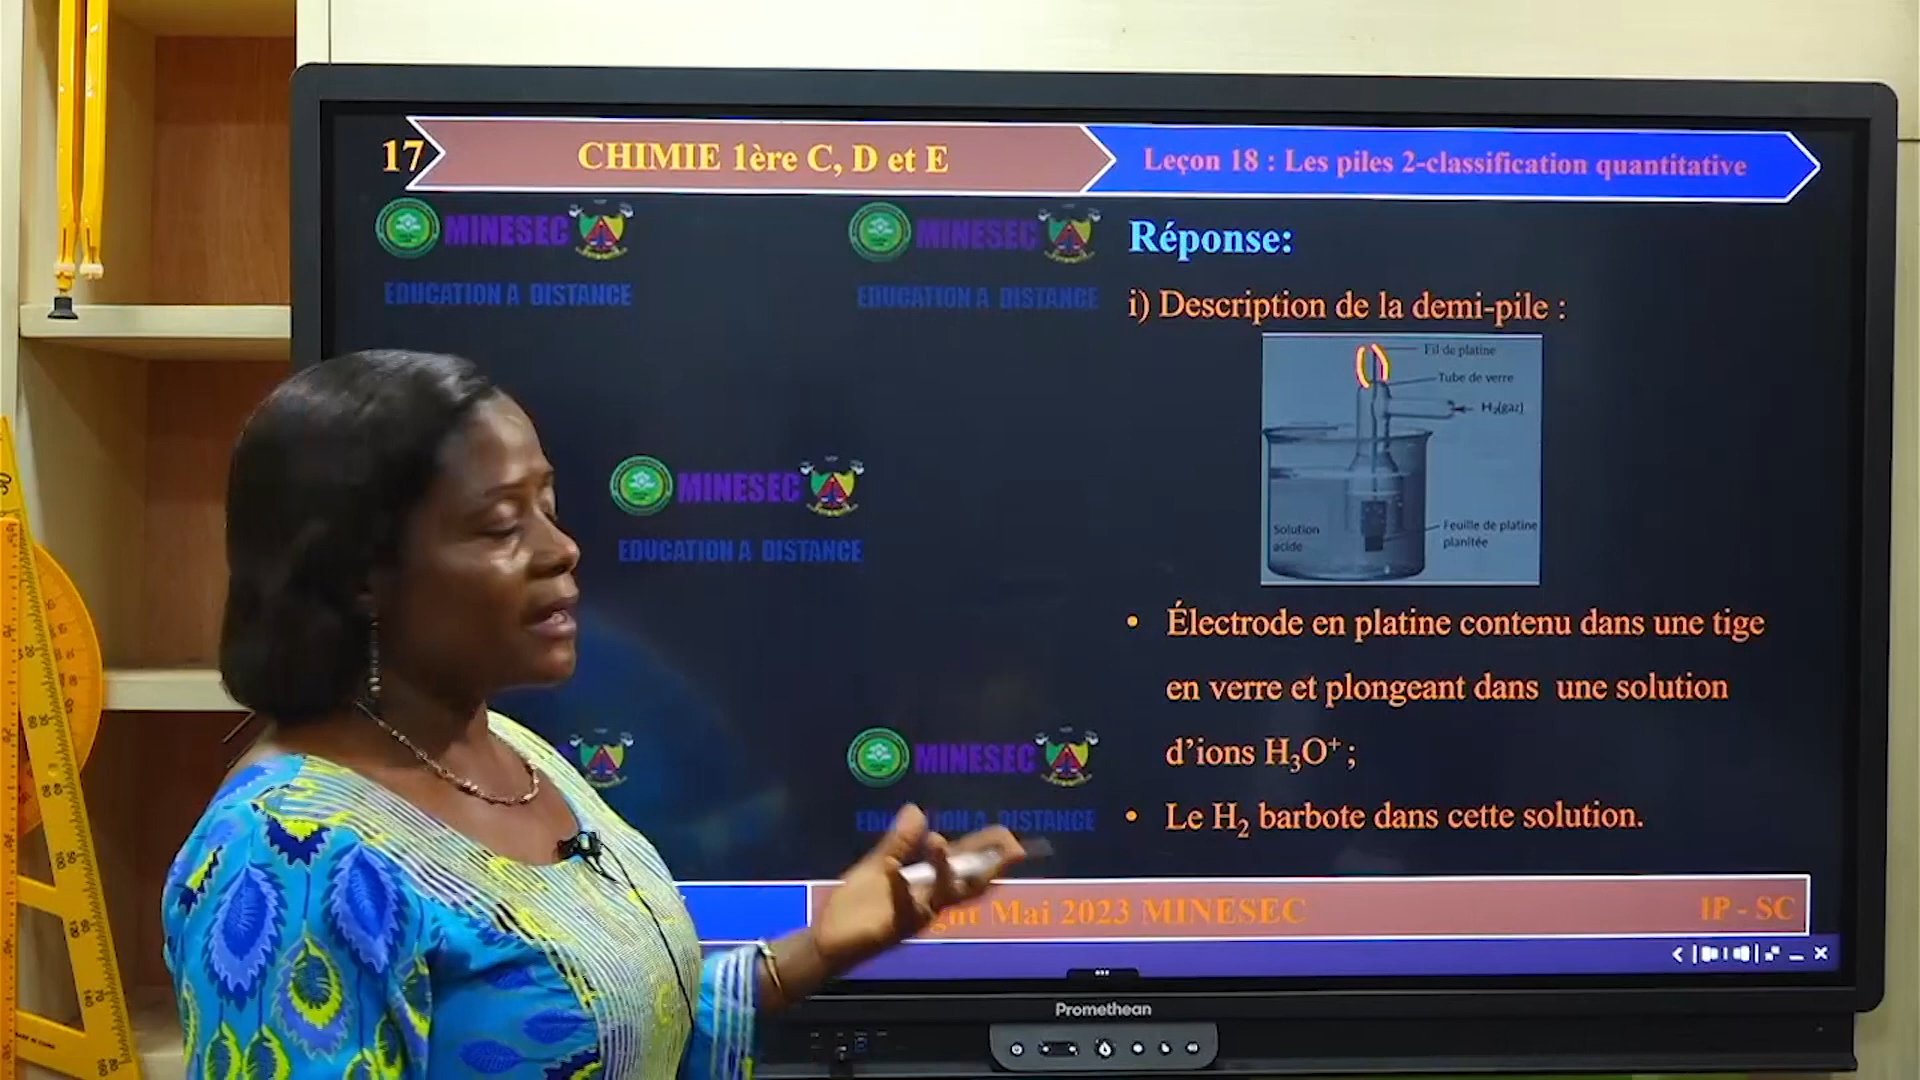 17
CHIMIE 1ère C, D et E
Leçon 18 : Les piles 2-classification quantitative
MINESEC
EDUCATION A DISTANCE
MINESEC
EDUCATION A DISTANCE
Réponse:
i) Description de la demi-pile :
Fil de platine
Tube de verre
H₂(gaz)
Solution
acide
Feuille de platine
planitée
MINESEC
EDUCATION A DISTANCE
Électrode en platine contenu dans une tige
en verre et plongeant dans une solution
d'ions H₃O⁺ ;
Le H₂ barbote dans cette solution.
MINESEC
A DISTANCE
Mai 2023 MINESEC
IP - SC
Promethean